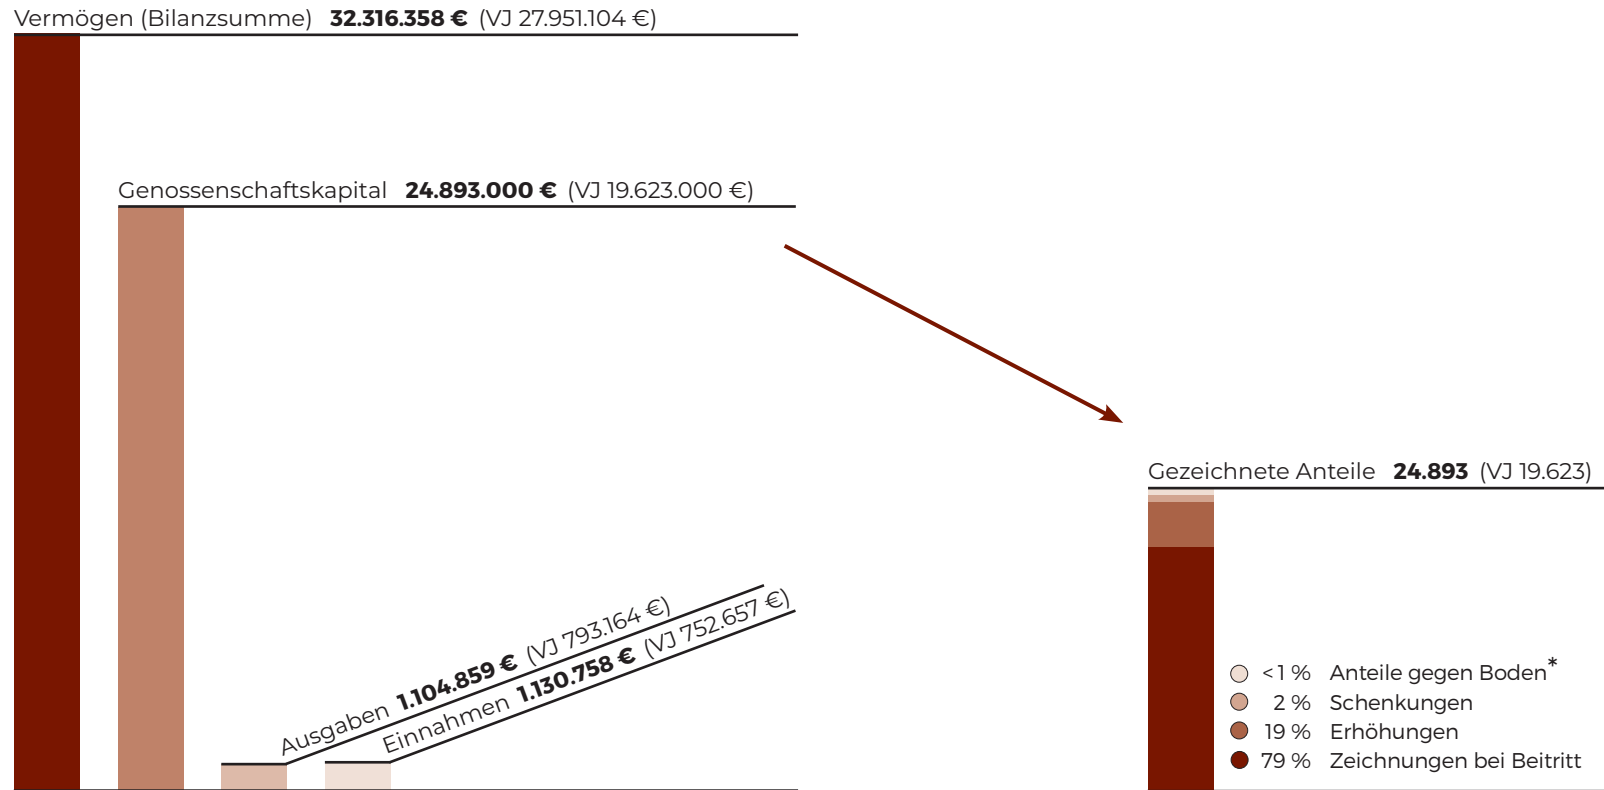 Vermögen (Bilanzsumme) 32.316.358 € (VJ 27.951.104 €)
Genossenschaftskapital 24.893.000 € (VJ 19.623.000 €)
Ausgaben 1.104.859 € (VJ 793.164 €)
Einnahmen 1.130.758 € (VJ 752.657 €)
Gezeichnete Anteile 24.893 (VJ 19.623)
<1 % Anteile gegen Boden*
2 % Schenkungen
19 % Erhöhungen
79 % Zeichnungen bei Beitritt